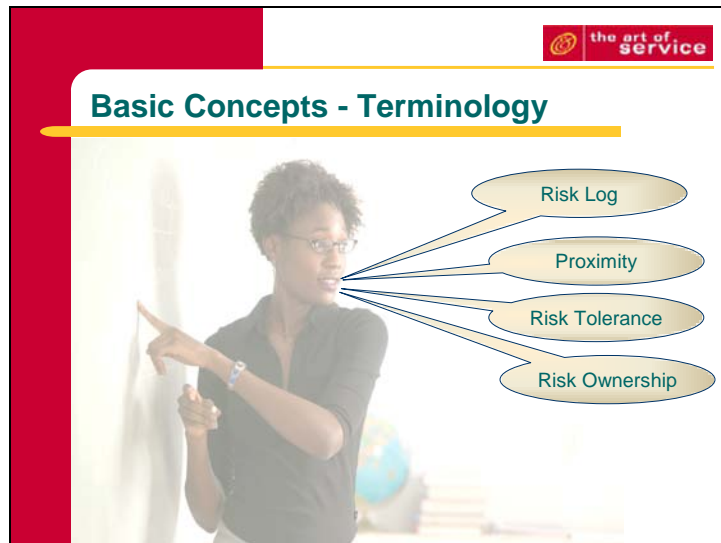 the art of
service
Basic Concepts - Terminology
Risk Log
Proximity
Risk Tolerance
Risk Ownership